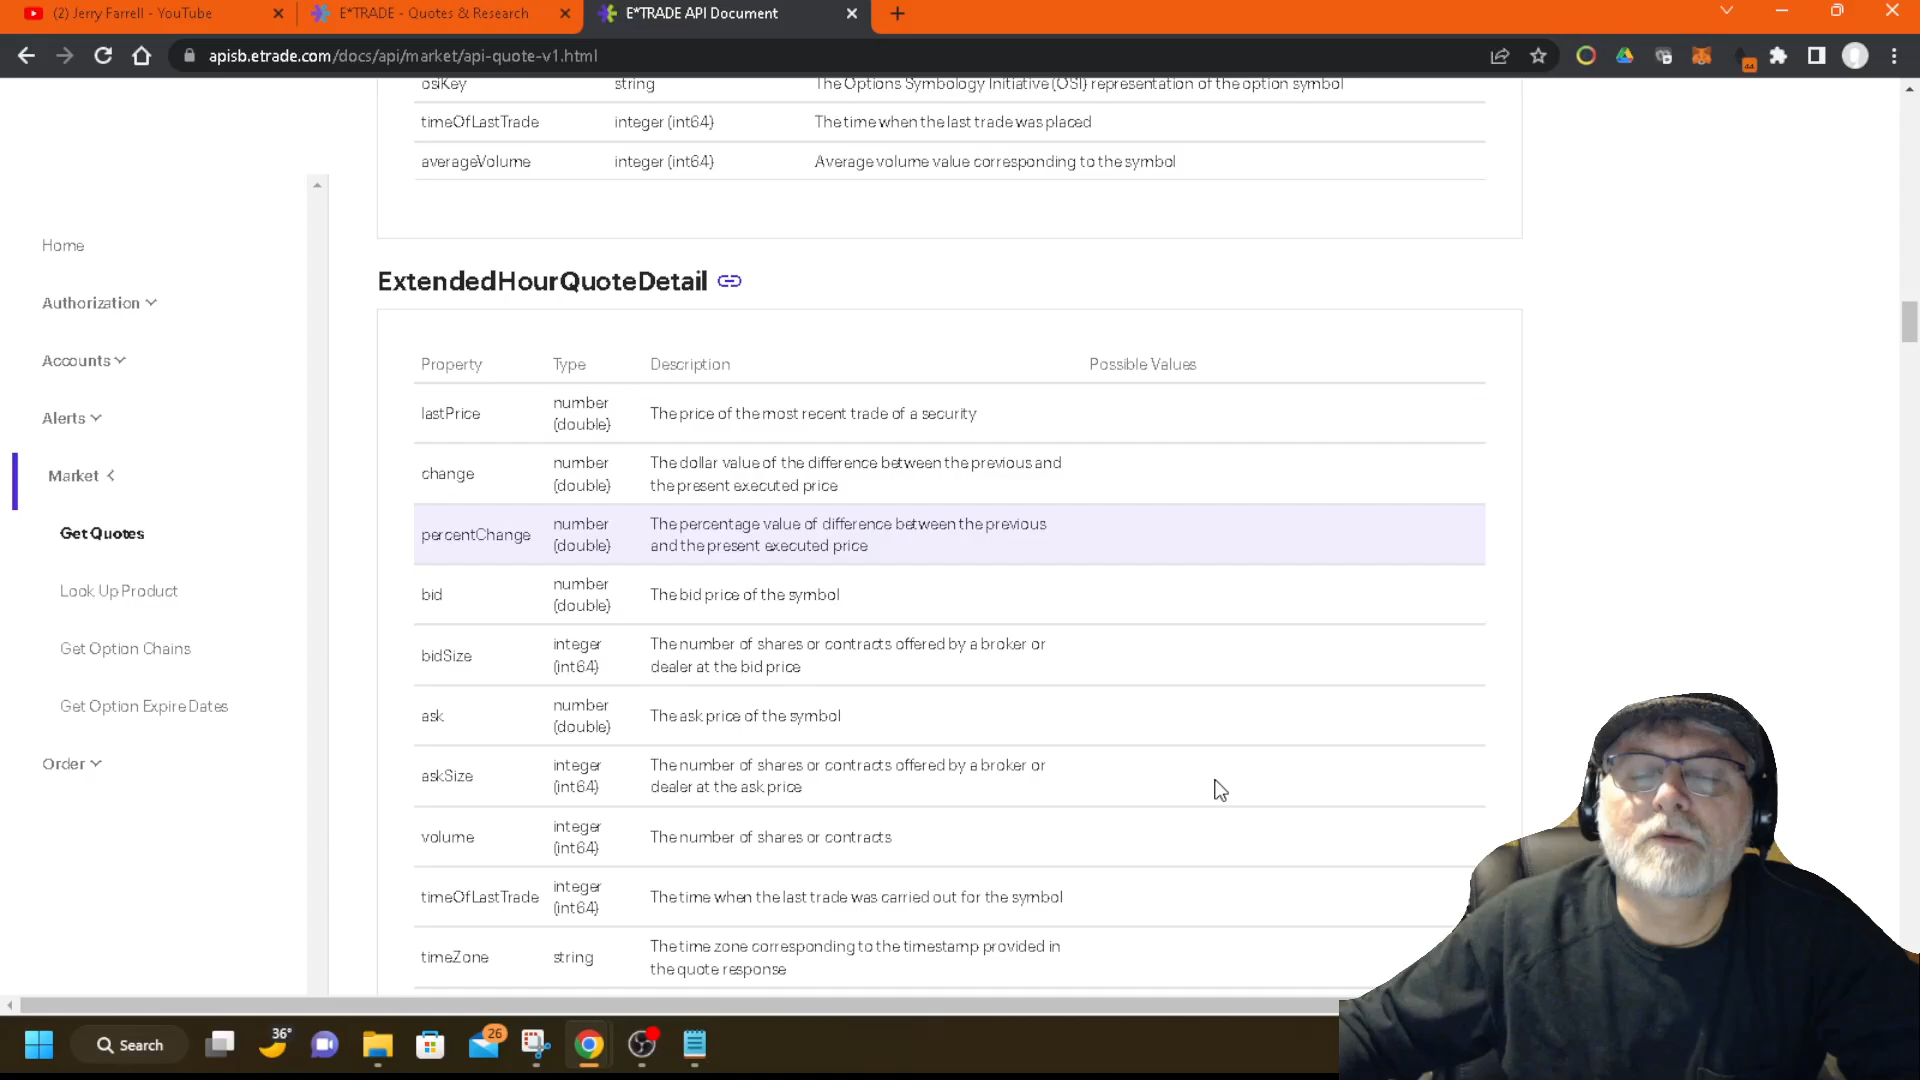 (2) Jerry Farrell - YouTube
E*TRADE - Quotes & Research
E*TRADE API Document
apisb.etrade.com/docs/api/market/api-quote-v1.html
osiKey string The Options Symbology Initiative (OSI) representation of the option symbol
timeOfLastTrade integer (int64) The time when the last trade was placed
averageVolume integer (int64) Average volume value corresponding to the symbol
Home
Authorization
Accounts
Alerts
Market
Get Quotes
Look Up Product
Get Option Chains
Get Option Expire Dates
Order
ExtendedHourQuoteDetail
Property Type Description Possible Values
lastPrice number (double) The price of the most recent trade of a security
change number (double) The dollar value of the difference between the previous and
the present executed price
percentChange number (double) The percentage value of difference between the previous
and the present executed price
bid number (double) The bid price of the symbol
bidSize integer (int64) The number of shares or contracts offered by a broker or
dealer at the bid price
ask number (double) The ask price of the symbol
askSize integer (int64) The number of shares or contracts offered by a broker or
dealer at the ask price
volume integer (int64) The number of shares or contracts
timeOfLastTrade integer (int64) The time when the last trade was carried out for the symbol
timeZone string The time zone corresponding to the timestamp provided in
the quote response
Search
36°
26